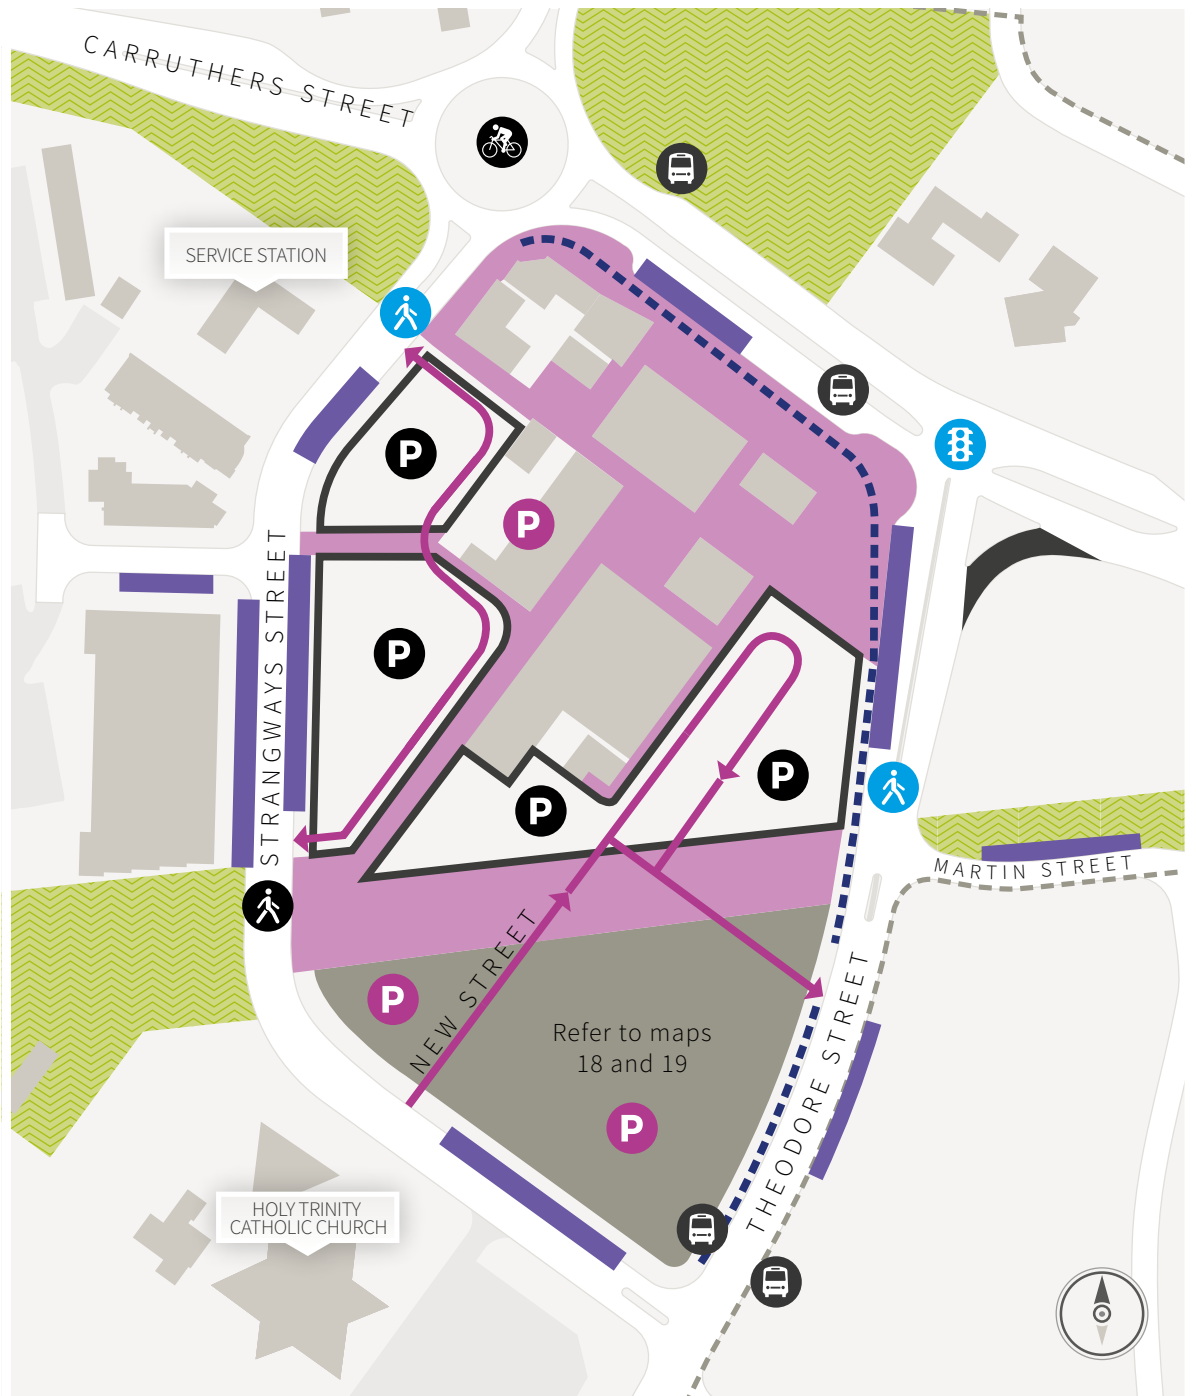 CARRUTHERS STREET
SERVICE STATION
P
P
P
STRANGWAYS STREET
P
P
P
MARTIN STREET
NEW STREET
P
Refer to maps
18 and 19
THEODORE STREET
P
HOLY TRINITY
CATHOLIC CHURCH